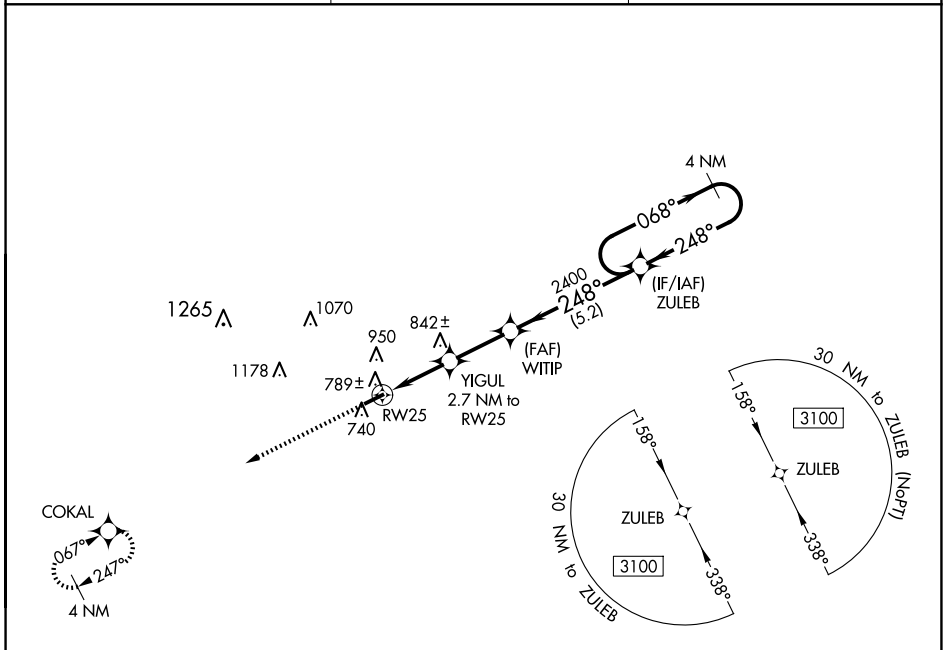 4 NM
068°
248°
(IF/IAF)
ZULEB
2400
248°
(5.2)
(FAF)
WITIP
1265
1070
950
842±
1178
789±
YIGUL
2.7 NM to
RW25
RW25
740
COKAL
067°
247°
4 NM
158°
30 NM to ZULEB
ZULEB
3100
338°
30 NM to ZULEB (NoPT)
158°
3100
ZULEB
338°